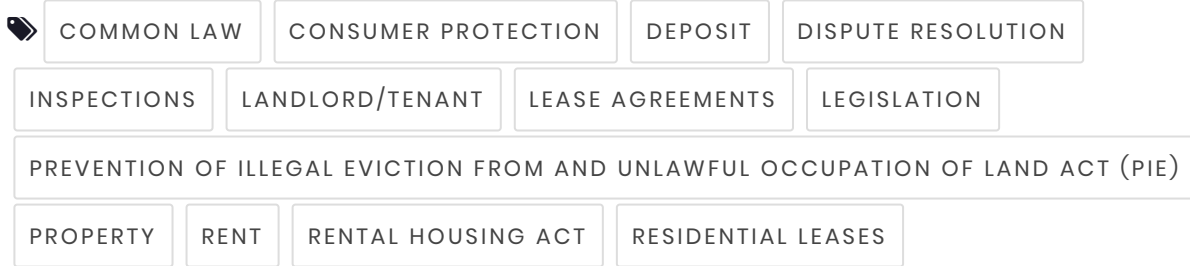 COMMON LAW CONSUMER PROTECTION DEPOSIT DISPUTE RESOLUTION
INSPECTIONS LANDLORD/TENANT LEASE AGREEMENTS LEGISLATION
PREVENTION OF ILLEGAL EVICTION FROM AND UNLAWFUL OCCUPATION OF LAND ACT (PIE)
PROPERTY RENT RENTAL HOUSING ACT RESIDENTIAL LEASES